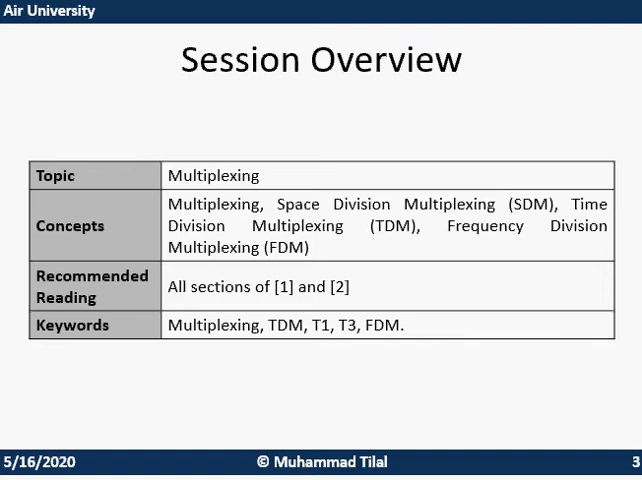 Air University
Session Overview
Topic
Multiplexing
Concepts
Multiplexing, Space Division Multiplexing (SDM), Time
Division Multiplexing (TDM), Frequency Division
Multiplexing (FDM)
Recommended
Reading
All sections of [1] and [2]
Keywords
Multiplexing, TDM, T1, T3, FDM.
5/16/2020
© Muhammad Tilal
3